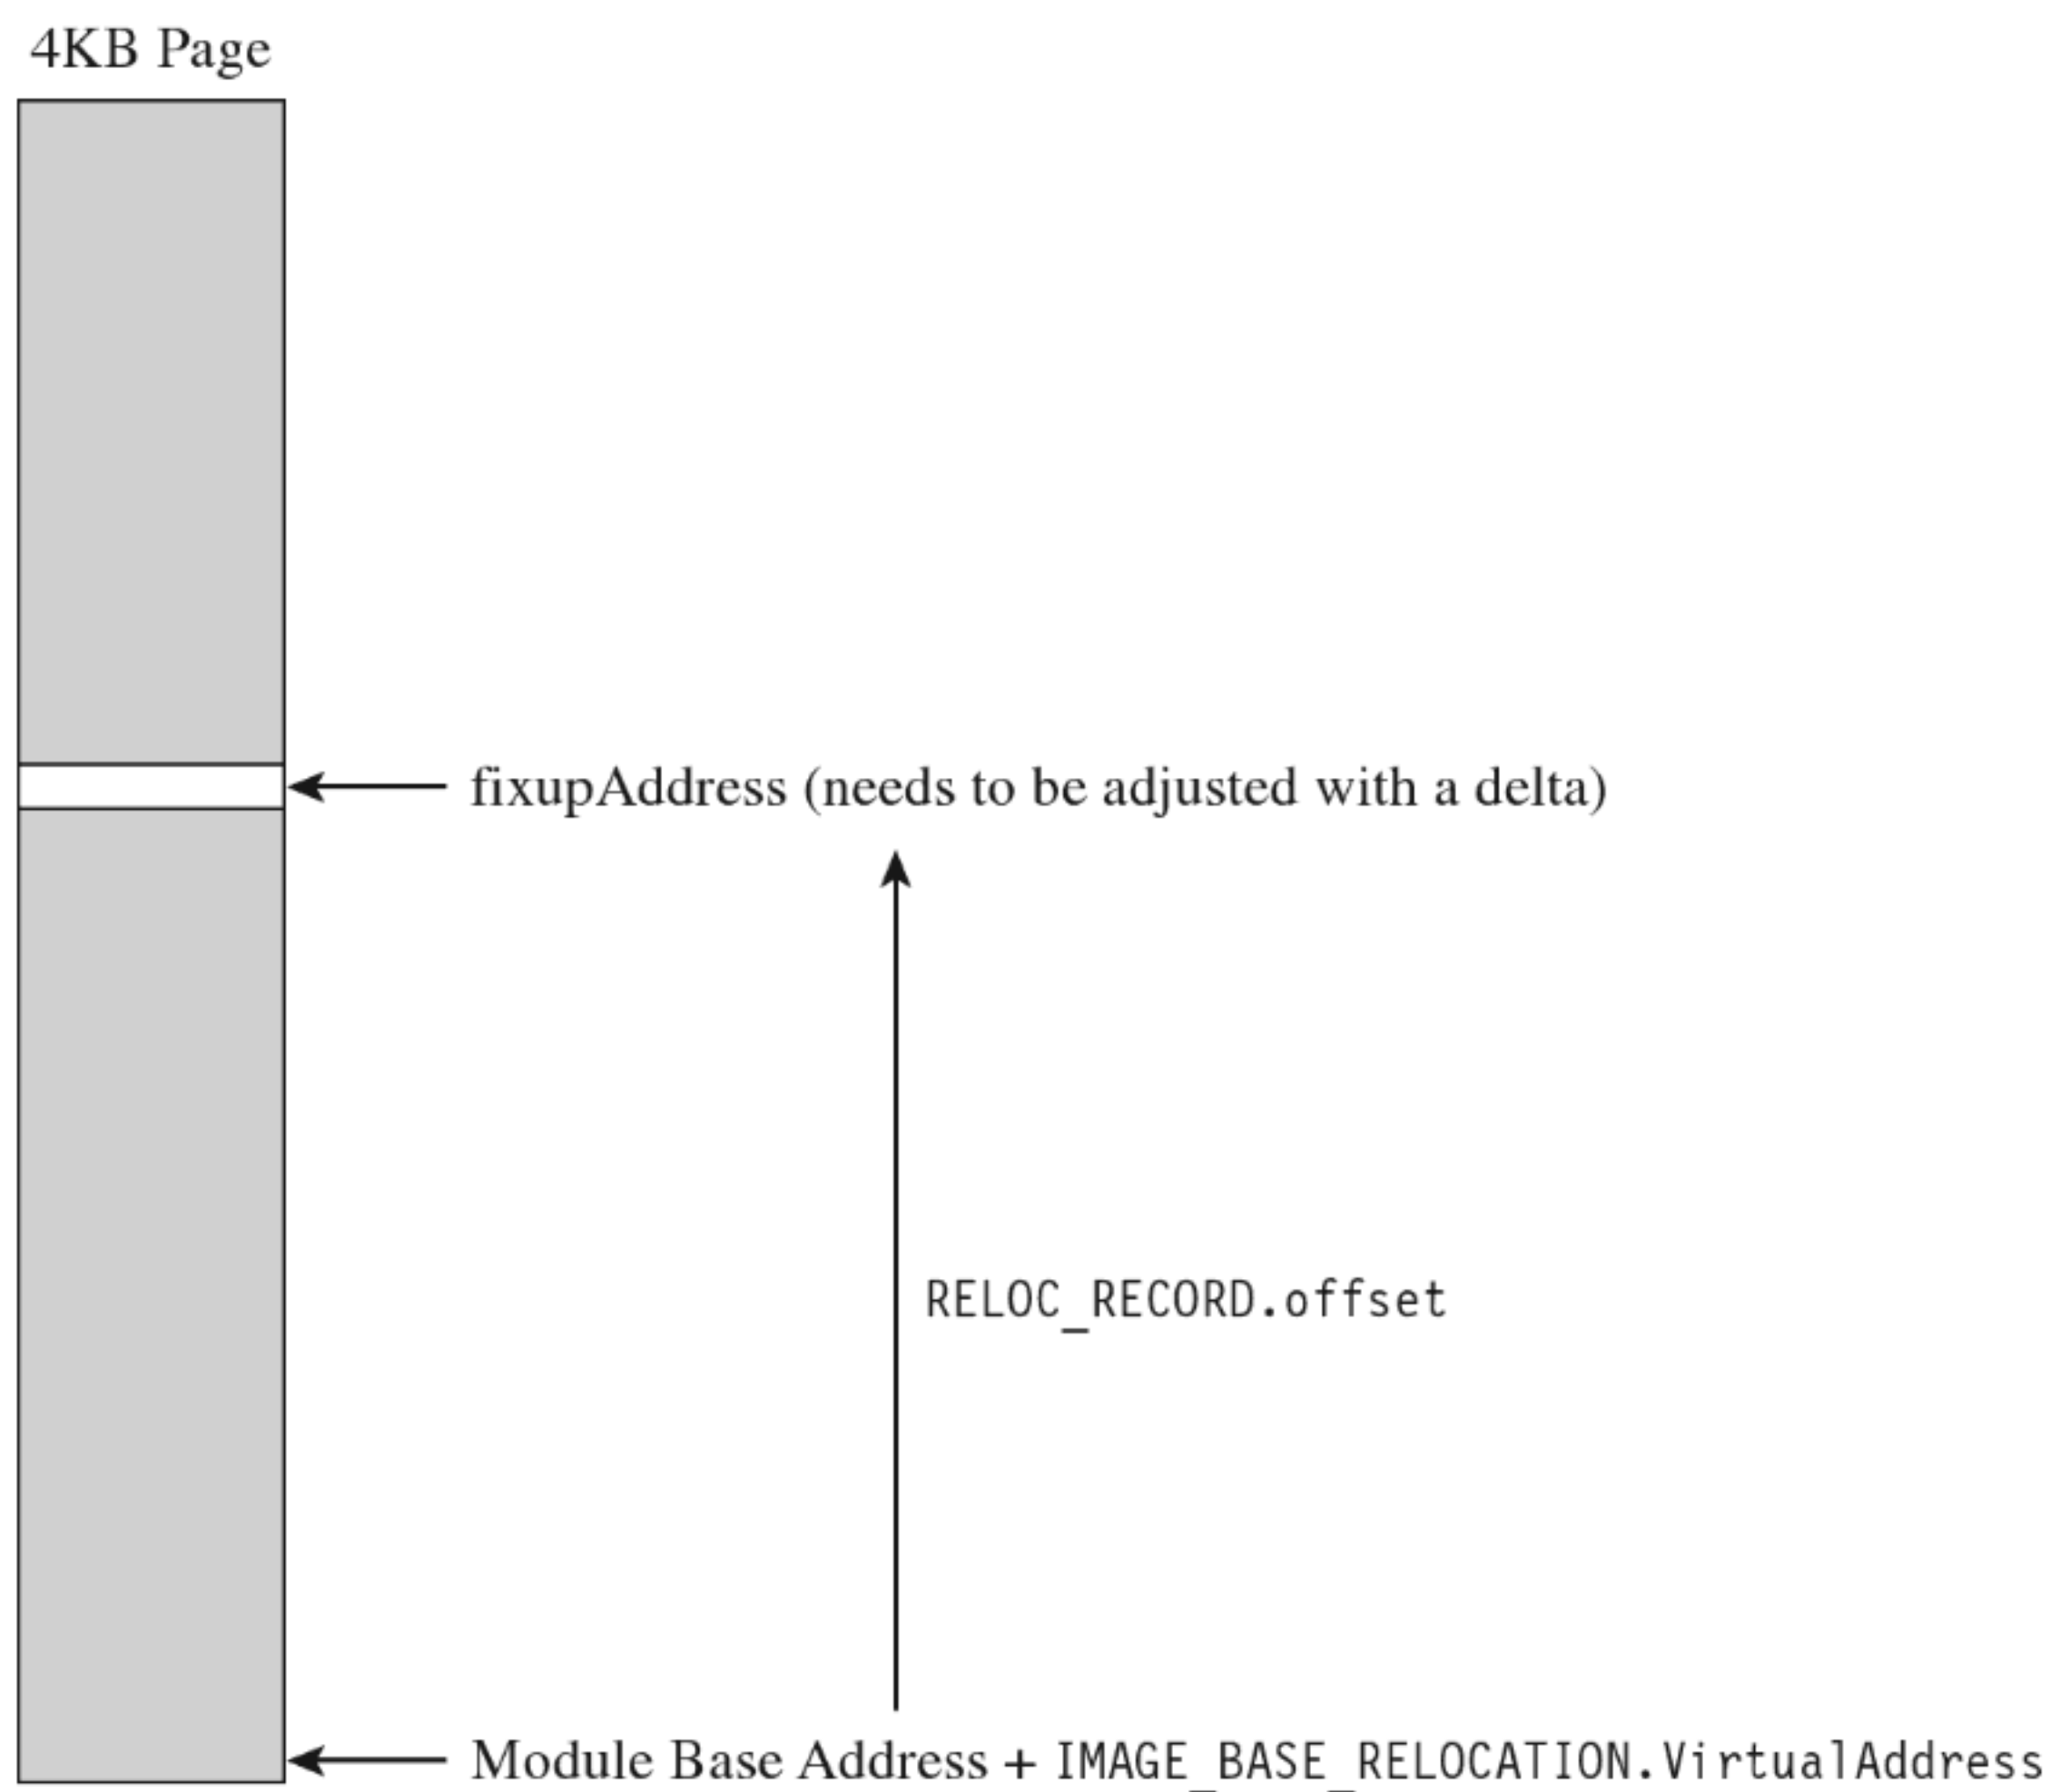 4KB Page
fixupAddress (needs to be adjusted with a delta)
RELOC_RECORD.offset
Module Base Address + IMAGE_BASE_RELOCATION.VirtualAddress